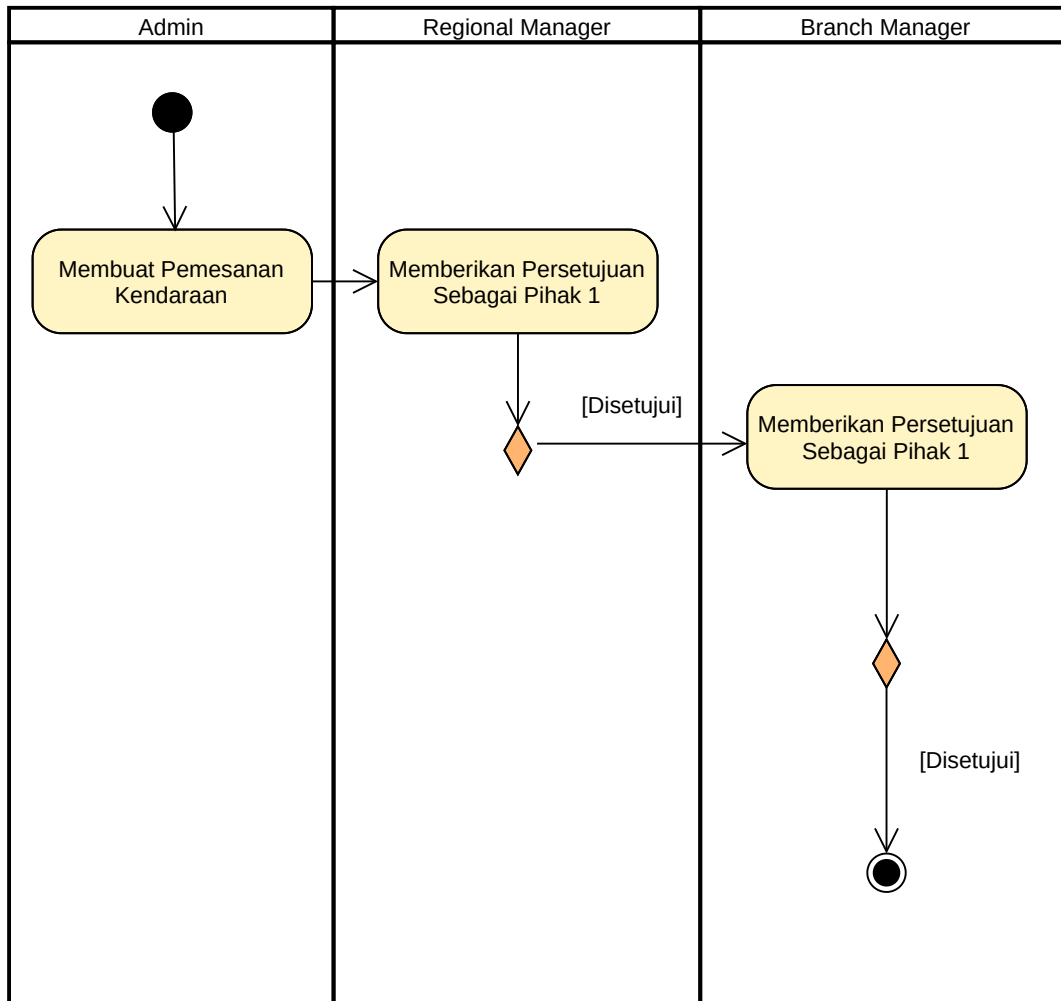 Admin
Regional Manager
Branch Manager
Membuat Pemesanan
Kendaraan
Memberikan Persetujuan
Sebagai Pihak 1
[Disetujui]
Memberikan Persetujuan
Sebagai Pihak 1
[Disetujui]